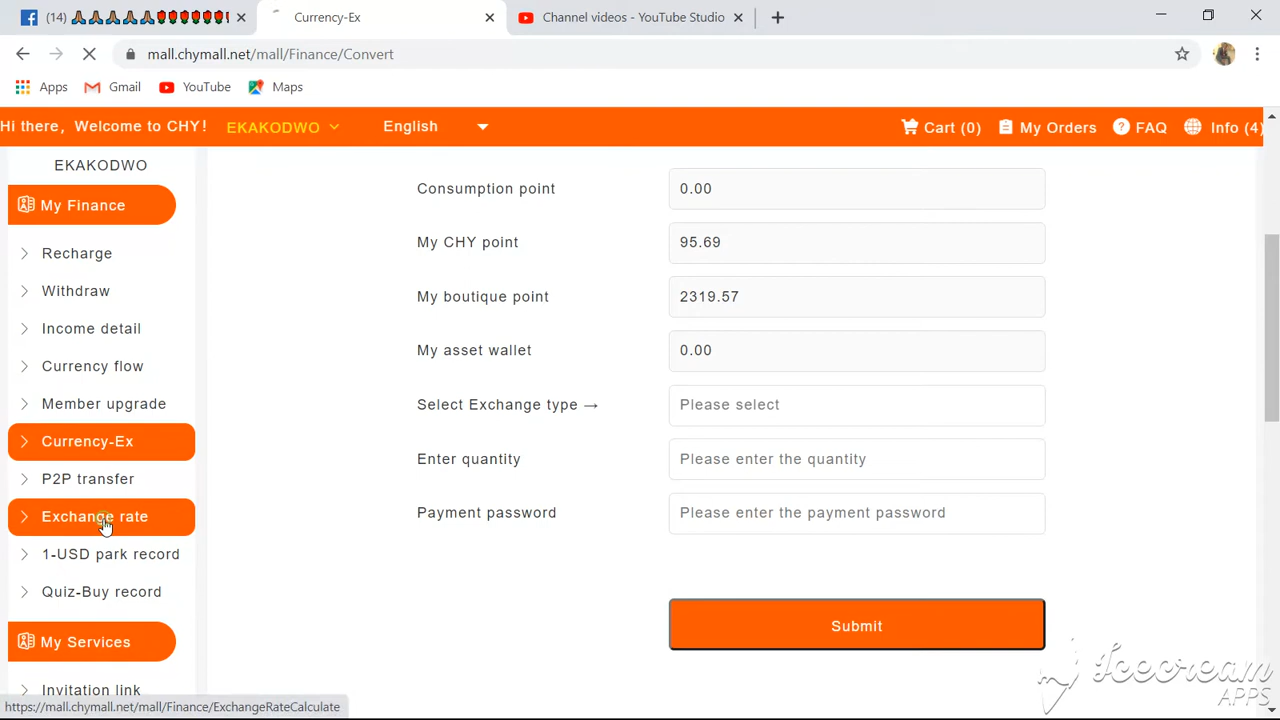 (14) 🙏🏾🙏🏾🙏🏾🙏🏾🙏🏾🌹🌹🌹🌹🌹🌹
Currency-Ex
Channel videos - YouTube Studio
mall.chymall.net/mall/Finance/Convert
Apps
Gmail
YouTube
Maps
Hi there, Welcome to CHY!
EKAKODWO
English
Cart (0)
My Orders
FAQ
Info (4)
EKAKODWO
My Finance
Recharge
Withdraw
Income detail
Currency flow
Member upgrade
Currency-Ex
P2P transfer
Exchange rate
1-USD park record
Quiz-Buy record
My Services
Invitation link
Consumption point
0.00
My CHY point
95.69
My boutique point
2319.57
My asset wallet
0.00
Select Exchange type →
Please select
Enter quantity
Please enter the quantity
Payment password
Please enter the payment password
Submit
https://mall.chymall.net/mall/Finance/ExchangeRateCalculate
Icecream
APPS